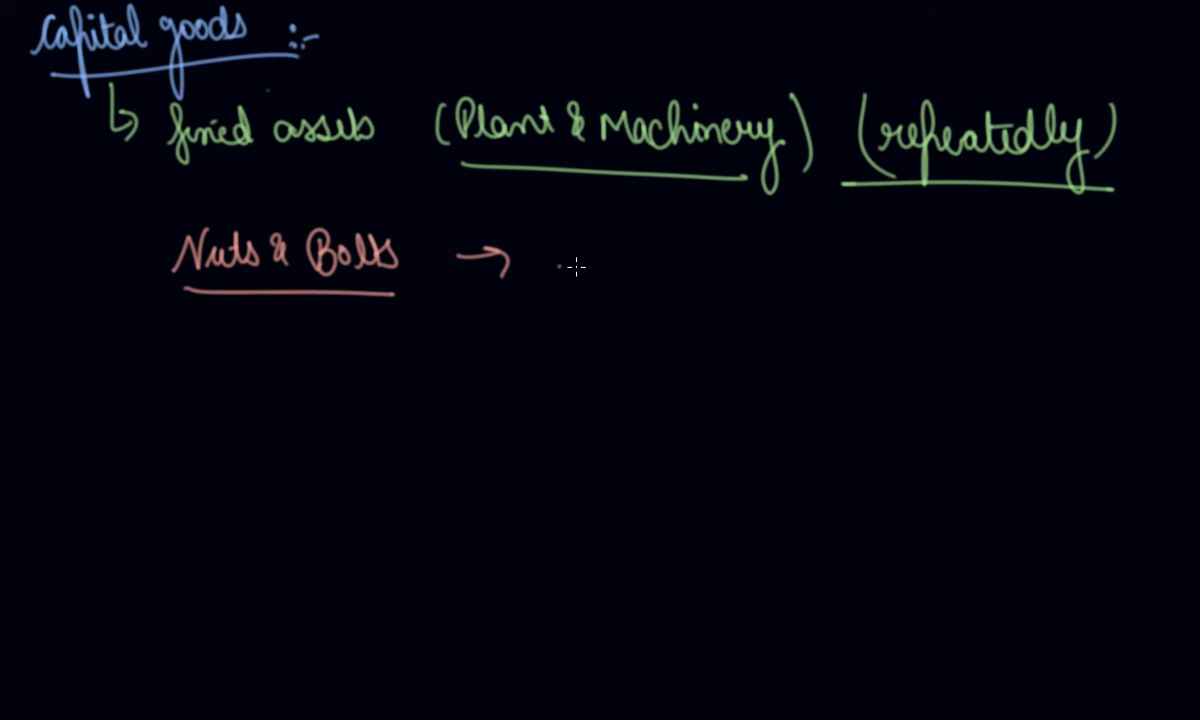 Capital goods :-
↳ fixed assets (Plant & Machinery) (repeatedly)
Nuts & Bolts →